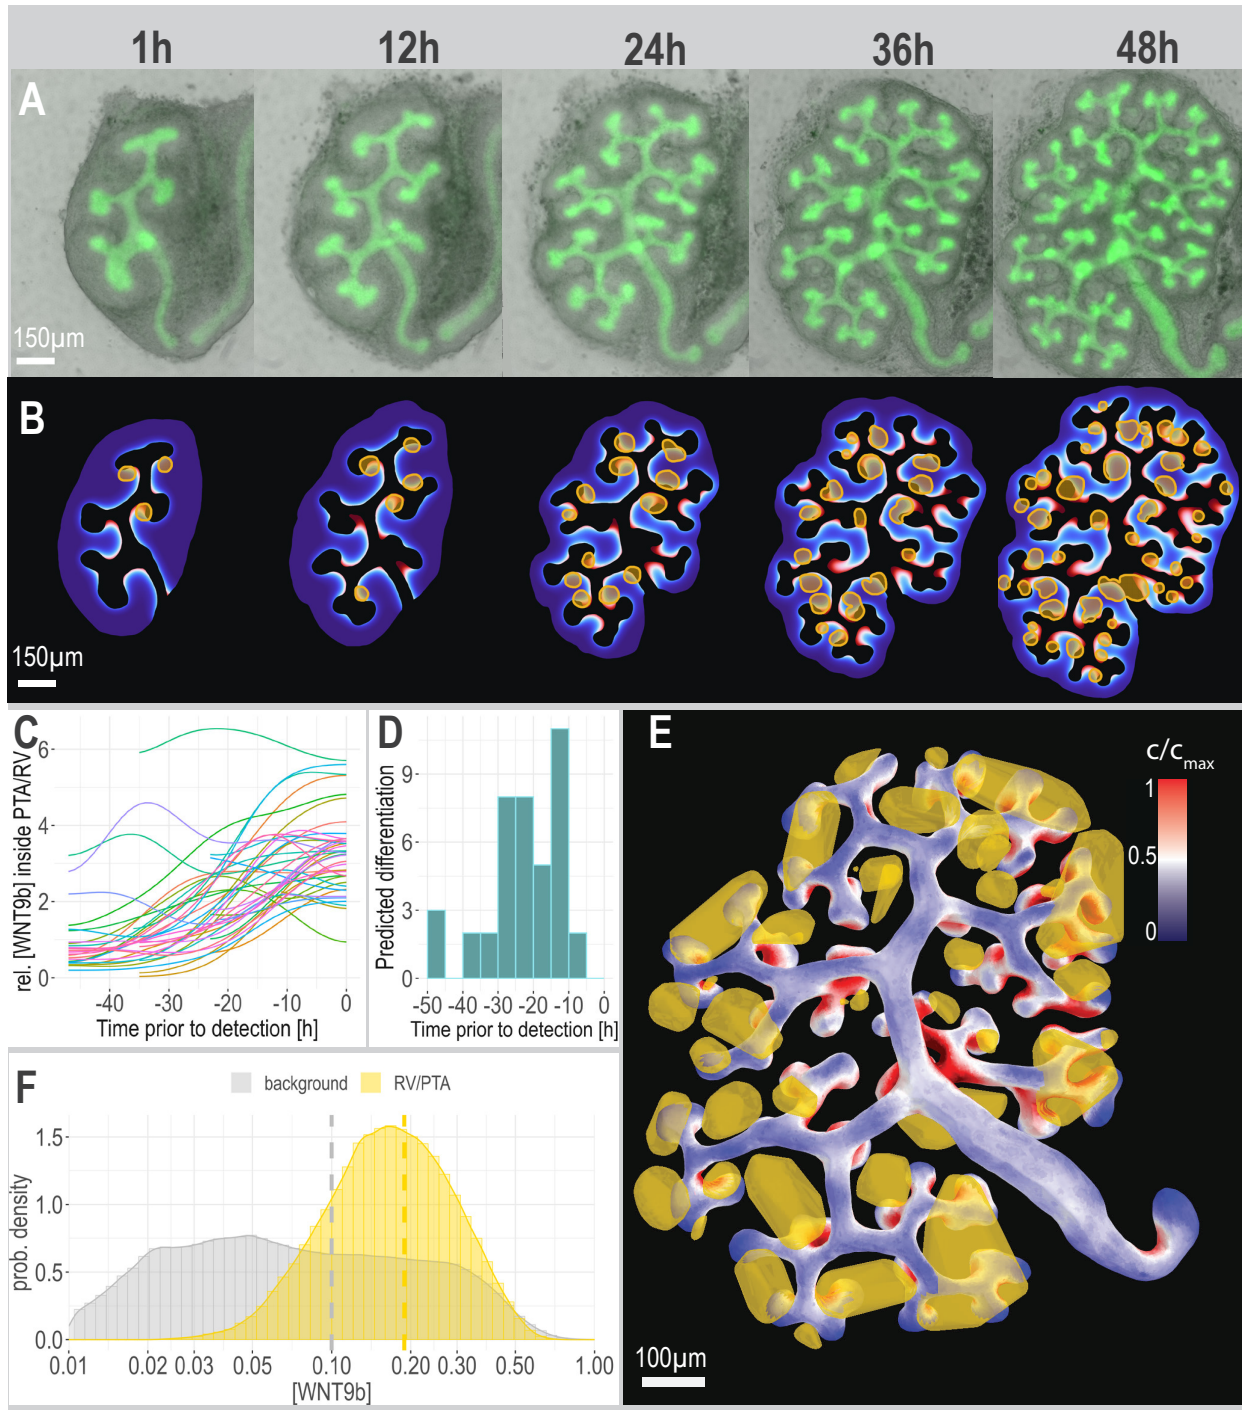 1h 12h 24h 36h 48h
A
150µm
B
150µm
C
rel. [WNT9b] inside PTA/RV
6
4
2
0
-40 -30 -20 -10 0
Time prior to detection [h]
D
Predicted differentiation
9
6
3
0
-50 -40 -30 -20 -10 0
Time prior to detection [h]
E
c/cmax
1
0.5
0
100µm
F
background RV/PTA
prob. density
1.5
1.0
0.5
0.0
0.01 0.02 0.03 0.05 0.10 0.20 0.30 0.50 1.00
[WNT9b]